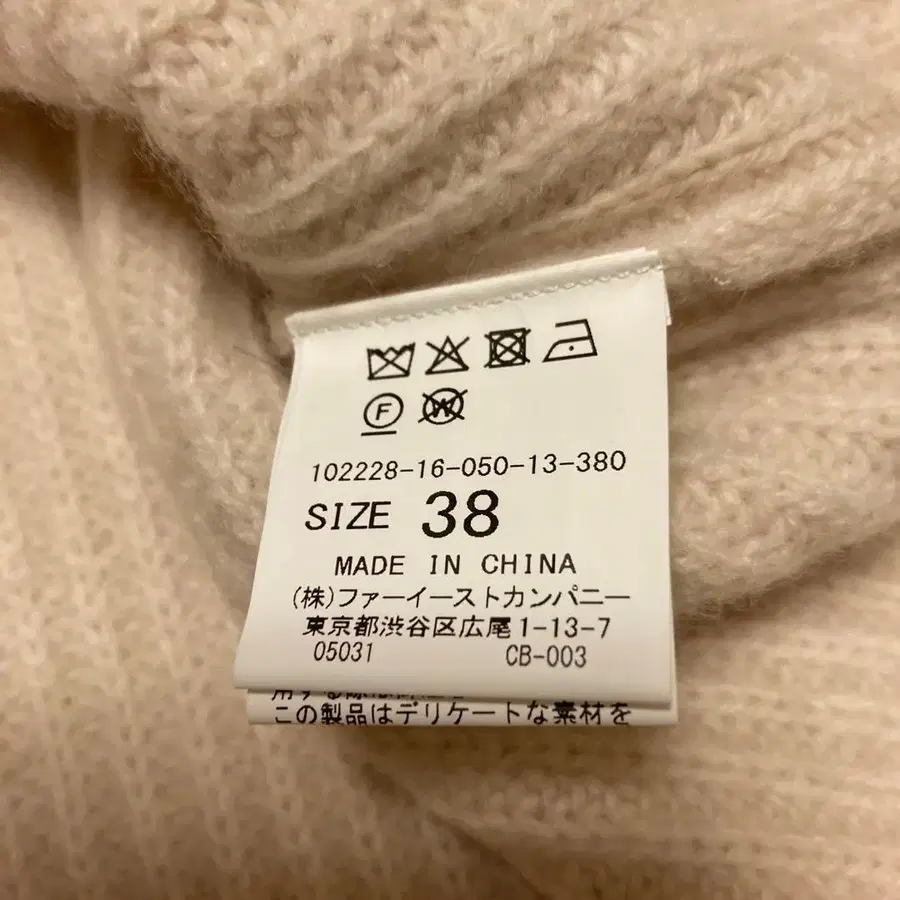 F W
102228-16-050-13-380
SIZE 38
MADE IN CHINA
(株)ファーイーストカンパニー
東京都渋谷区広尾1-13-7
05031 CB-003
この製品はデリケートな素材を